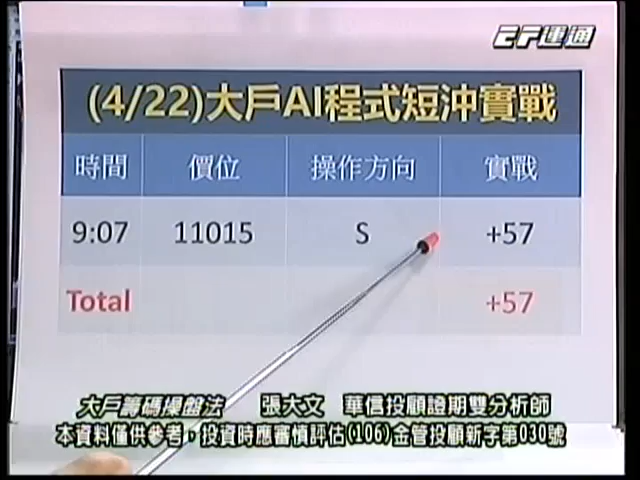 EF運通
(4/22)大戶AI程式短沖實戰
時間 價位 操作方向 實戰
9:07 11015 S +57
Total +57
大戶籌碼操盤法 張大文 華信投顧證期雙分析師
本資料僅供參考，投資時應審慎評估(106)金管投顧新字第030號